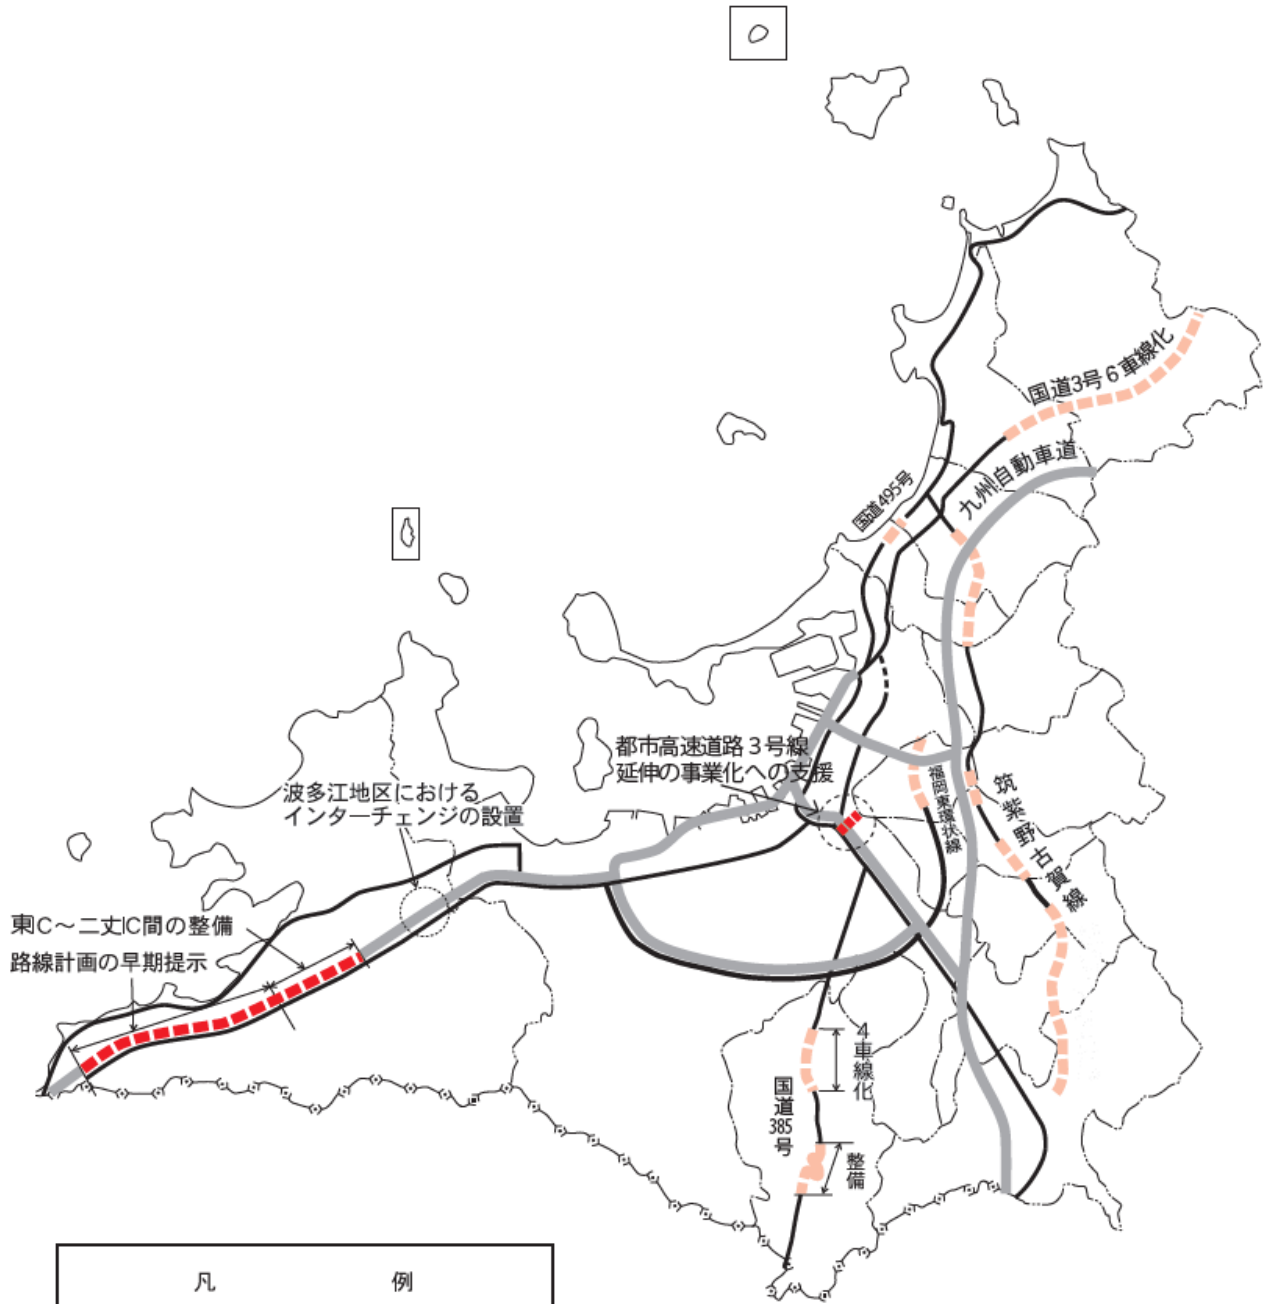 国道3号6車線化
九州自動車道
国道495号
都市高速道路3号線
延伸の事業化への支援
波多江地区における
インターチェンジの設置
福岡東環状線
筑紫野古賀線
東IC～二丈IC間の整備
路線計画の早期提示
4車線化
国道385号
整備
凡例